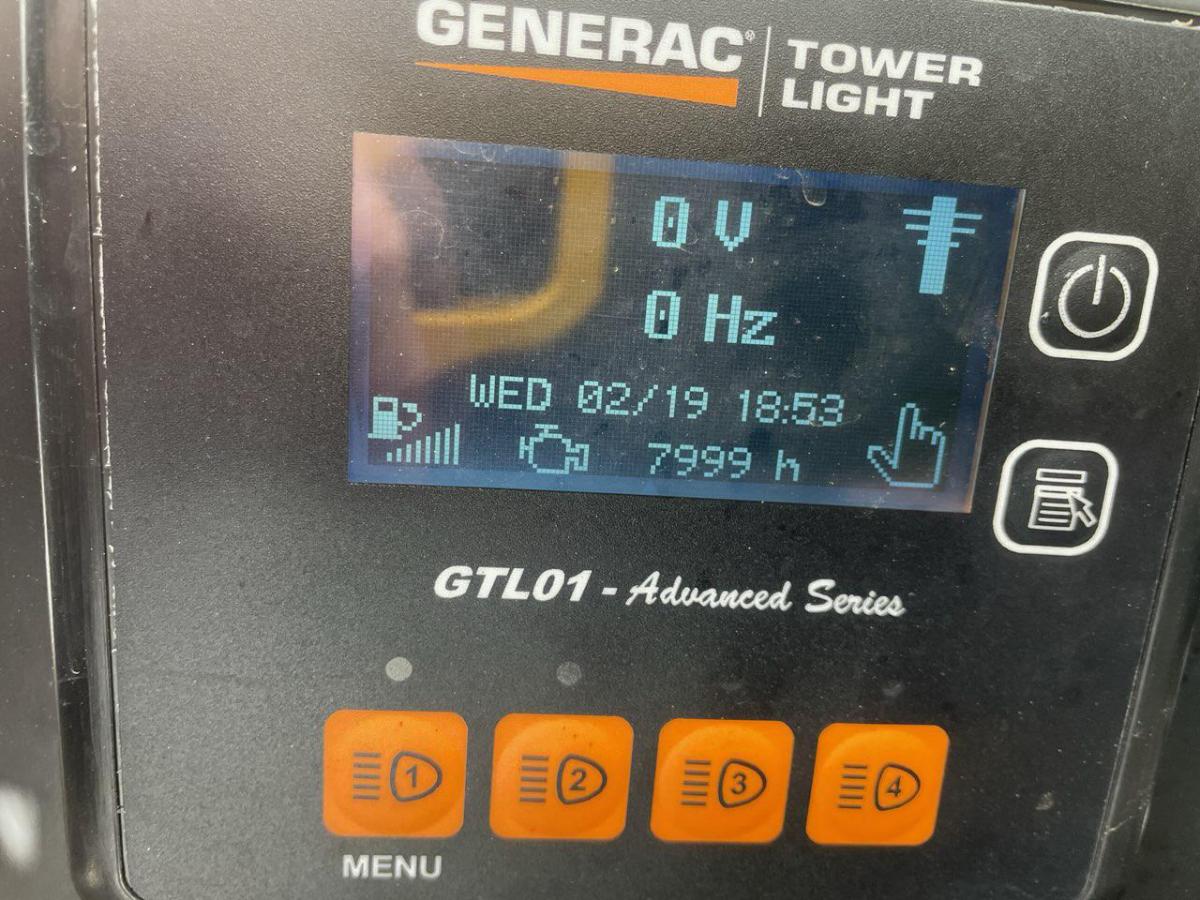 GENERAC®
TOWER
LIGHT
0 V
0 Hz
WED 02/19 18:53
7999 h
GTL01 - Advanced Series
1
2
3
4
MENU